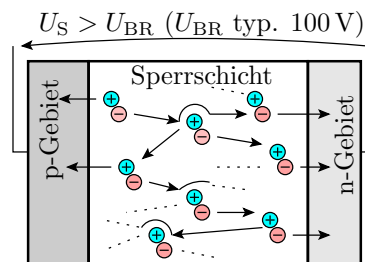 U_S > U_BR (U_BR typ. 100 V)
Sperrschicht
p-Gebiet
n-Gebiet